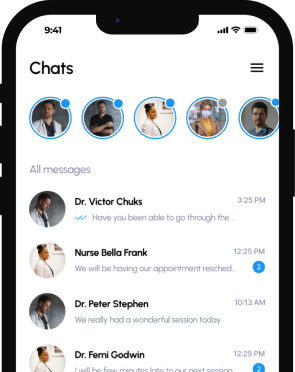 9:41
Chats
All messages
Dr. Victor Chuks 3:25 PM
Have you been able to go through the ..
Nurse Bella Frank 12:25 PM
We will be having our appointment resched.. 2
Dr. Peter Stephen 10:13 AM
We really had a wonderful session today
Dr. Femi Godwin 12:25 PM
I will be few minutes late to our next session 2